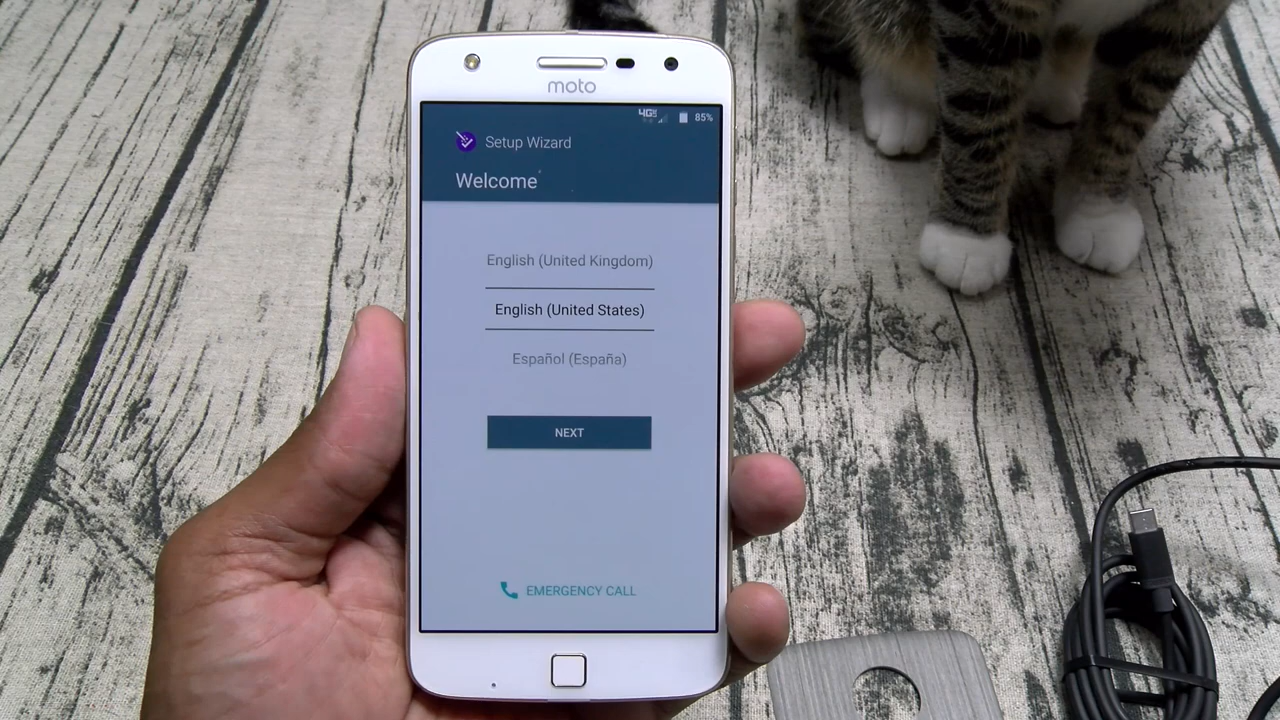 moto
4G
85%
Setup Wizard
Welcome
English (United Kingdom)
English (United States)
Español (España)
NEXT
EMERGENCY CALL